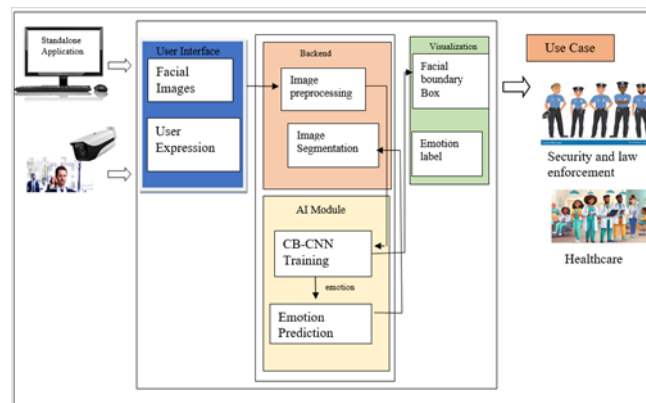 Standalone
Application
User Interface
Facial
Images
User
Expression
Backend
Image
preprocessing
Image
Segmentation
AI Module
CB-CNN
Training
emotion
Emotion
Prediction
Visualization
Facial
boundary
Box
Emotion
label
Use Case
Security and law
enforcement
Healthcare